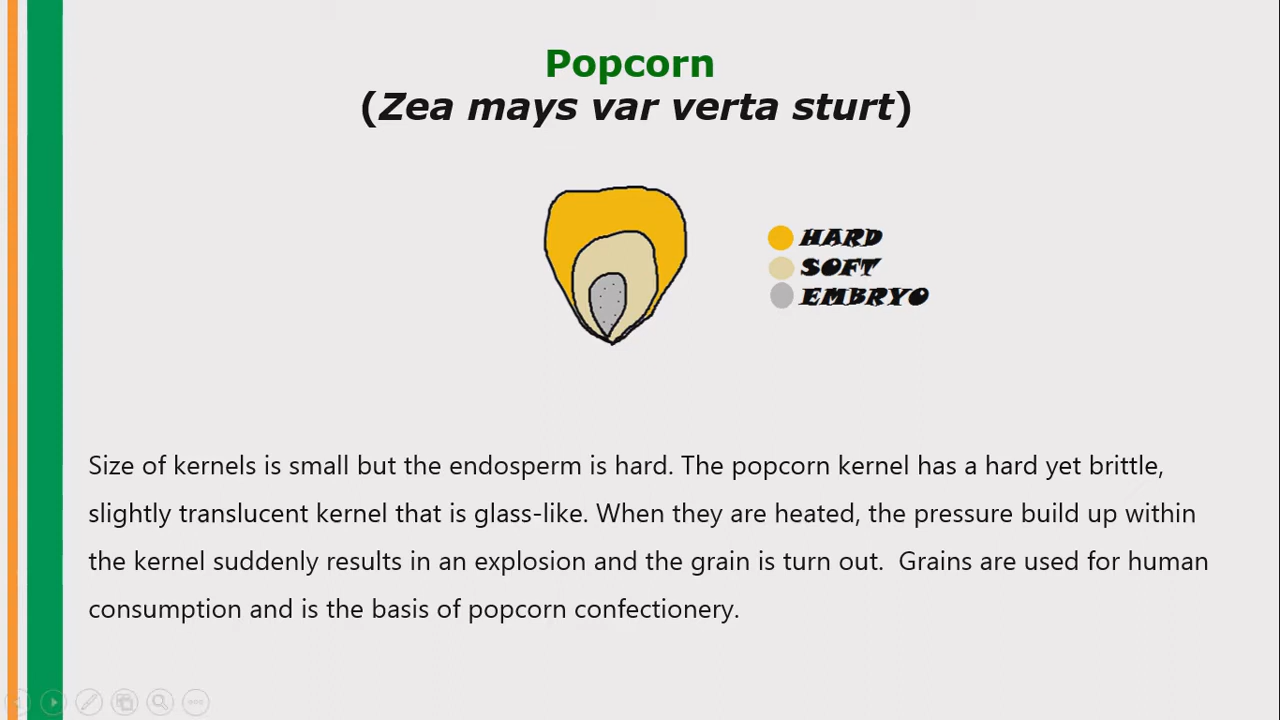 Popcorn
(Zea mays var verta sturt)
HARD
SOFT
EMBRYO
Size of kernels is small but the endosperm is hard. The popcorn kernel has a hard yet brittle,
slightly translucent kernel that is glass-like. When they are heated, the pressure build up within
the kernel suddenly results in an explosion and the grain is turn out. Grains are used for human
consumption and is the basis of popcorn confectionery.